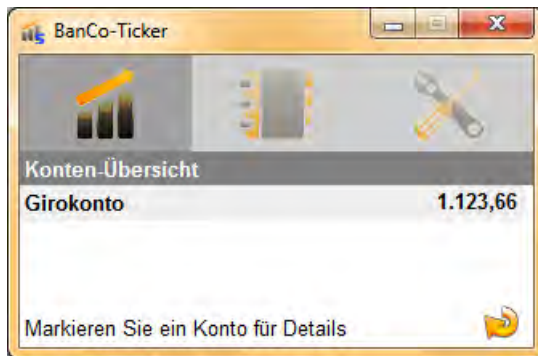 BanCo-Ticker
Konten-Übersicht
Girokonto 1.123,66
Markieren Sie ein Konto für Details